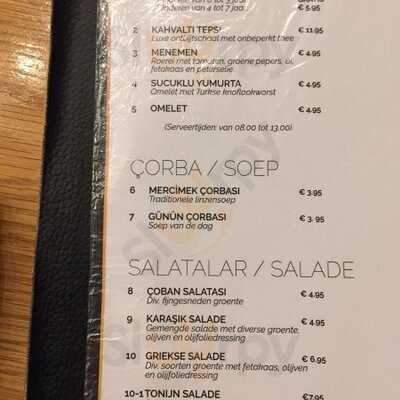 Kinderen van 4 tot 7 jaar € 5.95
2 KAHVALTI TEPSI € 11.95
Luxe ontbijtschaal met onbeperkt thee
3 MENEMEN € 4.95
Roerei met tomaten, groene pepers, ui,
fetakaas en peterselie
4 SUCUKLU YUMURTA € 4.95
Omelet met Turkse knoflookworst
5 OMELET € 4.95
(Serveertijden: van 08.00 tot 13.00)
ÇORBA / SOEP
6 MERCİMEK ÇORBASI € 3.95
Traditionele linzensoep
7 GÜNÜN ÇORBASI € 3.95
Soep van de dag
SALATALAR / SALADE
8 ÇOBAN SALATASI € 4.95
Div. fijngesneden groente
9 KARAŞIK SALADE € 4.95
Gemengde salade met diverse groente,
olijven en olijfoliedressing
10 GRIEKSE SALADE € 6.95
Div. soorten groente met fetakaas, olijven
en olijfoliedressing
10-1 TONIJN SALADE €7.95